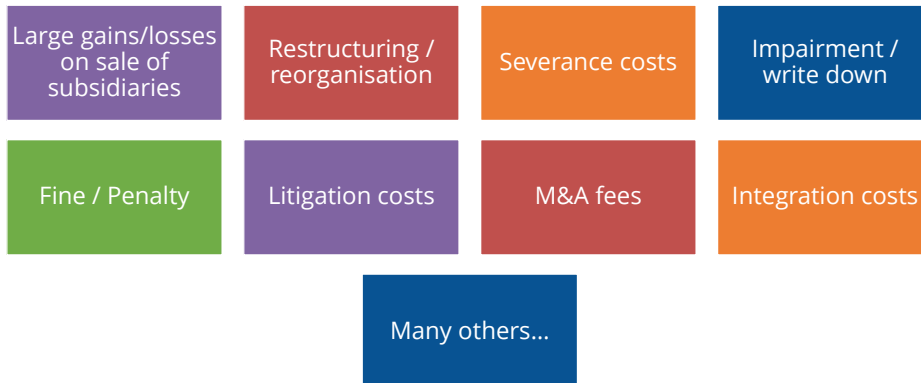 Large gains/losses
on sale of
subsidiaries
Restructuring /
reorganisation
Severance costs
Impairment /
write down
Fine / Penalty
Litigation costs
M&A fees
Integration costs
Many others...